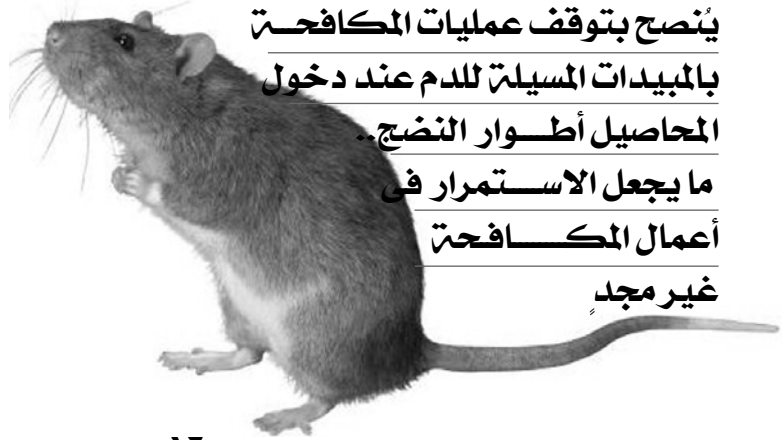 يُنصح بتوقف عمليات المكافحة
بالمبيدات المسيلة للدم عند دخول
المحاصيل أطوار النضج..
ما يجعل الاستمرار فى
أعمال المكافحة
غير مجدٍ